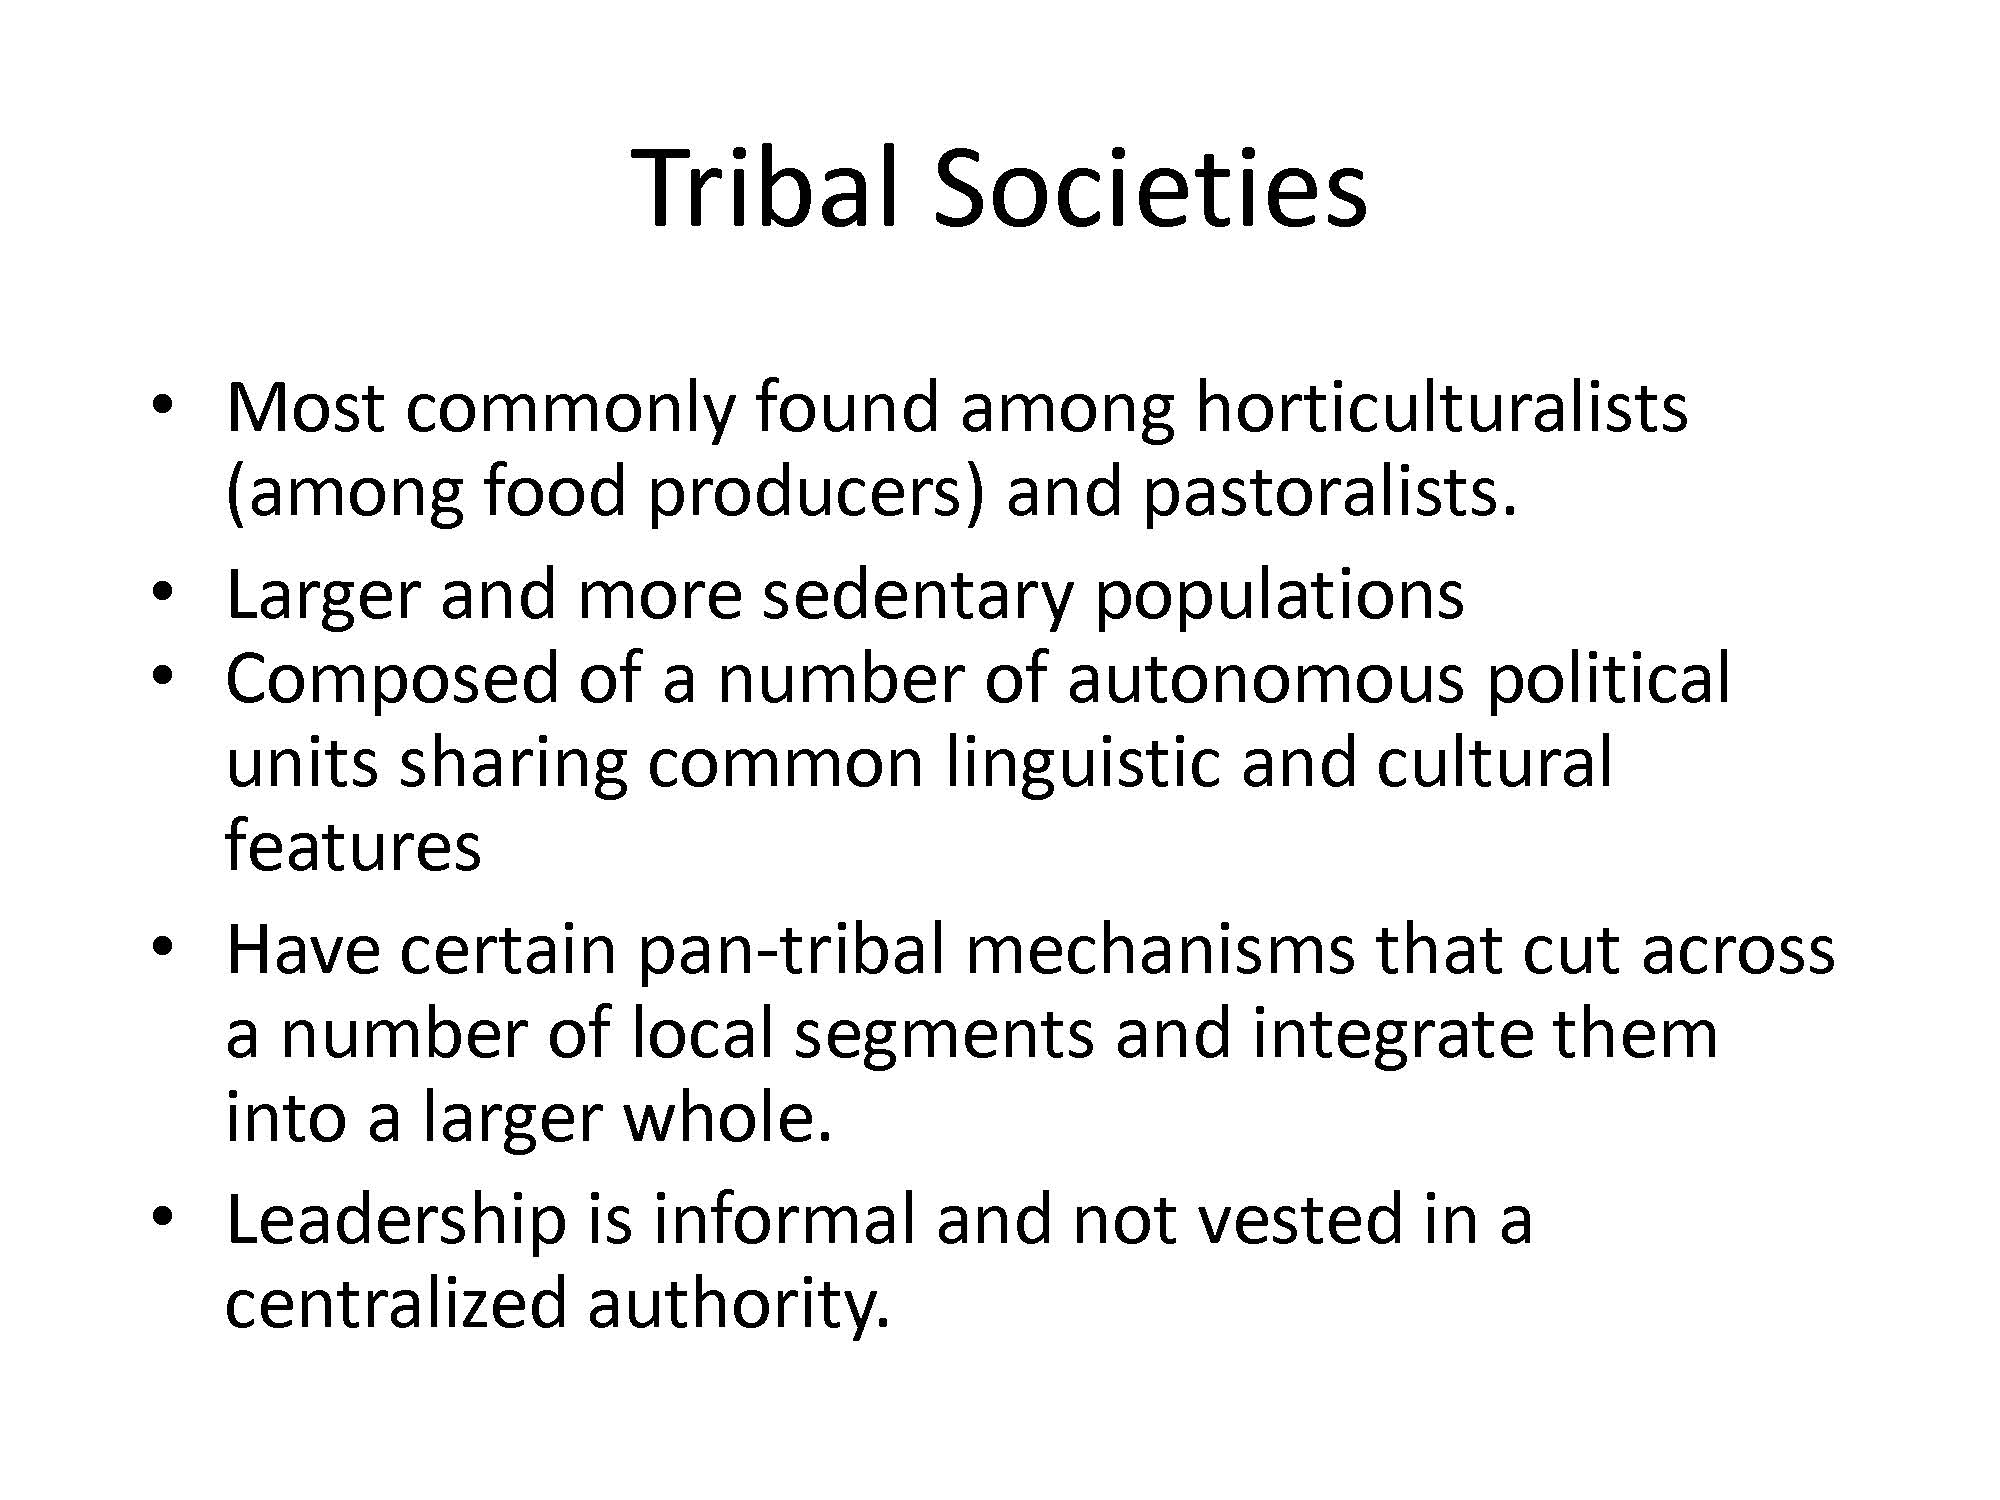 Tribal Societies
• Most commonly found among horticulturalists
(among food producers) and pastoralists.
• Larger and more sedentary populations
• Composed of a number of autonomous political
units sharing common linguistic and cultural
features
• Have certain pan-tribal mechanisms that cut across
a number of local segments and integrate them
into a larger whole.
• Leadership is informal and not vested in a
centralized authority.